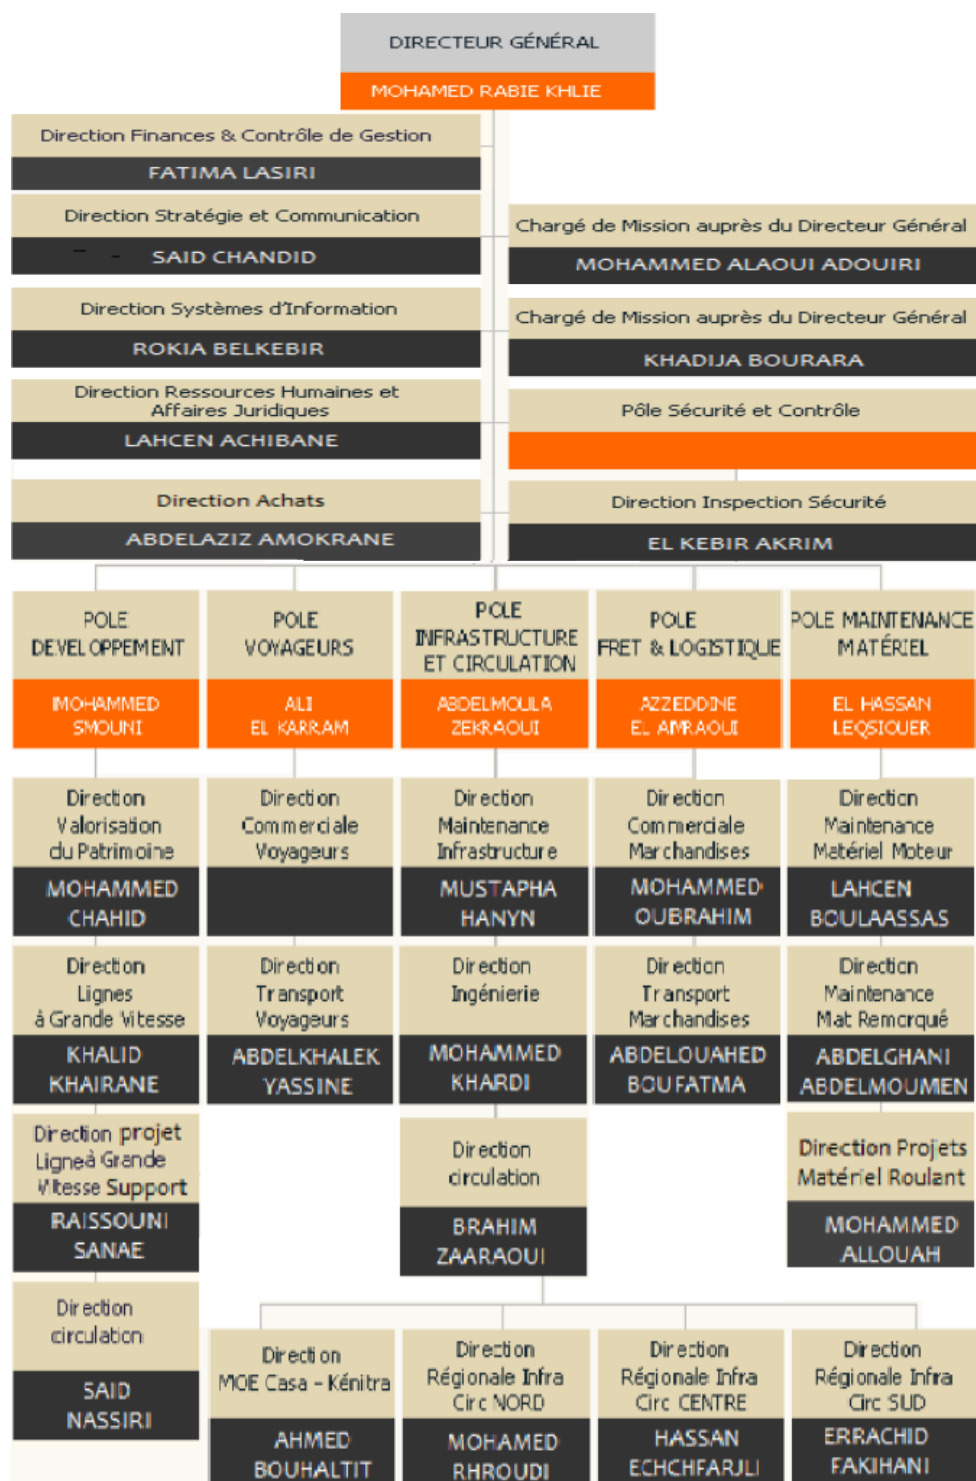 DIRECTEUR GÉNÉRAL
MOHAMED RABIE KHLIE
Direction Finances & Contrôle de Gestion
FATIMA LASIRI
Direction Stratégie et Communication
SAID CHANDID
Direction Systèmes d'Information
ROKIA BELKEBIR
Direction Ressources Humaines et
Affaires Juridiques
LAHCEN ACHIBANE
Direction Achats
ABDELAZIZ AMOKRANE
Chargé de Mission auprès du Directeur Général
MOHAMMED ALAOUI ADOUIRI
Chargé de Mission auprès du Directeur Général
KHADIJA BOURARA
Pôle Sécurité et Contrôle
Direction Inspection Sécurité
EL KEBIR AKRIM
POLE
DEVELOPPEMENT
MOHAMMED
SMOUNI
Direction
Valorisation
du Patrimoine
MOHAMMED
CHAHID
Direction
Lignes
à Grande Vitesse
KHALID
KHAIRANE
Direction projet
Ligne à Grande
Vitesse Support
RAISSOUNI
SANAE
Direction
circulation
SAID
NASSIRI
POLE
VOYAGEURS
ALI
EL KARRAM
Direction
Commerciale
Voyageurs
Direction
Transport
Voyageurs
ABDELKHALEK
YASSINE
POLE
INFRASTRUCTURE
ET CIRCULATION
ABDELMOULA
ZEKRAOUI
Direction
Maintenance
Infrastructure
MUSTAPHA
HANYN
Direction
Ingénierie
MOHAMMED
KHARDI
Direction
circulation
BRAHIM
ZAARAOUI
POLE
FRET & LOGISTIQUE
AZZEDDINE
EL AMRAOUI
Direction
Commerciale
Marchandises
MOHAMMED
OUBRAHIM
Direction
Transport
Marchandises
ABDELOUAHED
BOUFATMA
POLE MAINTENANCE
MATÉRIEL
EL HASSAN
LEQSIOUER
Direction
Maintenance
Matériel Moteur
LAHCEN
BOULAASSAS
Direction
Maintenance
Mat Remorqué
ABDELGHANI
ABDELMOUMEN
Direction Projets
Matériel Roulant
MOHAMMED
ALLOUAH
Direction
MOE Casa - Kénitra
AHMED
BOUHALTIT
Direction
Régionale Infra
Circ NORD
MOHAMED
RHROUDI
Direction
Régionale Infra
Circ CENTRE
HASSAN
ECHCHFARJLI
Direction
Régionale Infra
Circ SUD
ERRACHID
FAKIHANI